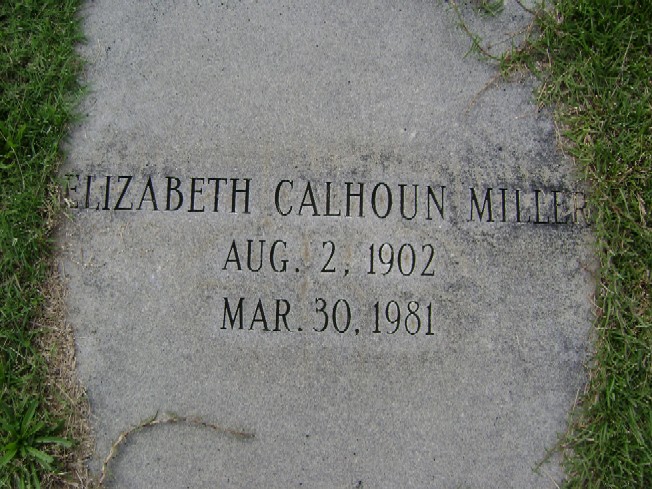 ELIZABETH CALHOUN MILLER
AUG. 2, 1902
MAR. 30, 1981